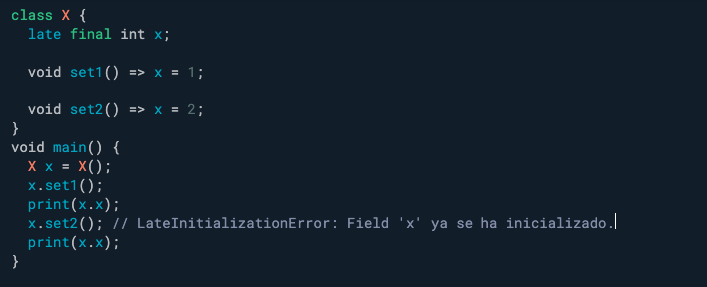 class X {
  late final int x;

  void set1() => x = 1;

  void set2() => x = 2;
}
void main() {
  X x = X();
  x.set1();
  print(x.x);
  x.set2(); // LateInitializationError: Field 'x' ya se ha inicializado.
  print(x.x);
}